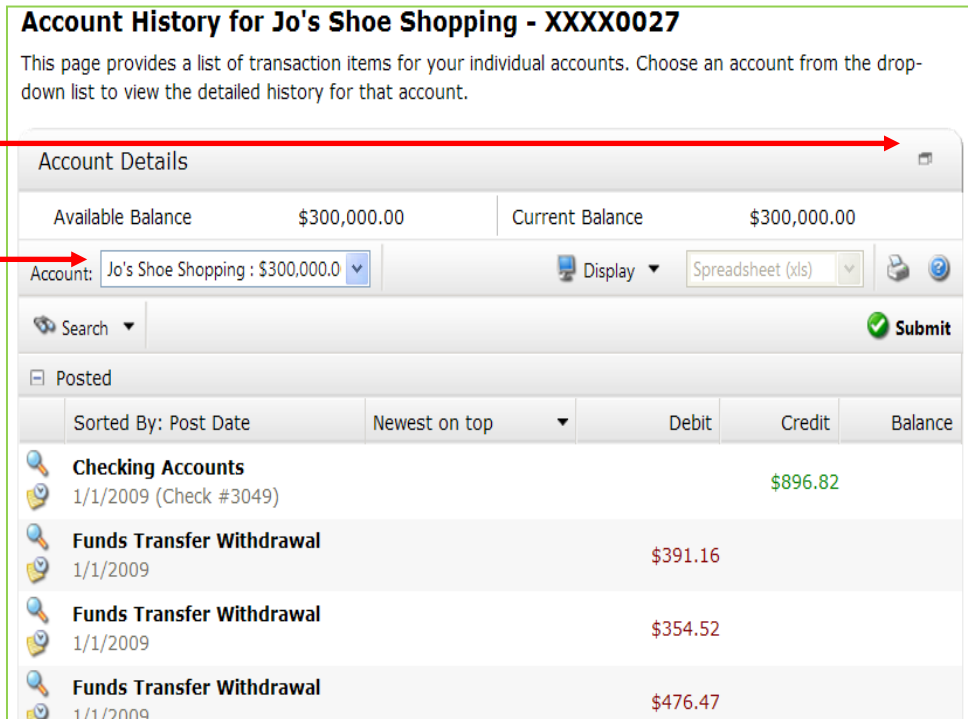 Account History for Jo's Shoe Shopping - XXXX0027
This page provides a list of transaction items for your individual accounts. Choose an account from the drop-
down list to view the detailed history for that account.
Account Details
Available Balance $300,000.00 Current Balance $300,000.00
Account: Jo's Shoe Shopping : $300,000.0 Display Spreadsheet (xls)
Search Submit
Posted
Sorted By: Post Date Newest on top Debit Credit Balance
Checking Accounts
1/1/2009 (Check #3049) $896.82
Funds Transfer Withdrawal
1/1/2009 $391.16
Funds Transfer Withdrawal
1/1/2009 $354.52
Funds Transfer Withdrawal
1/1/2009 $476.47